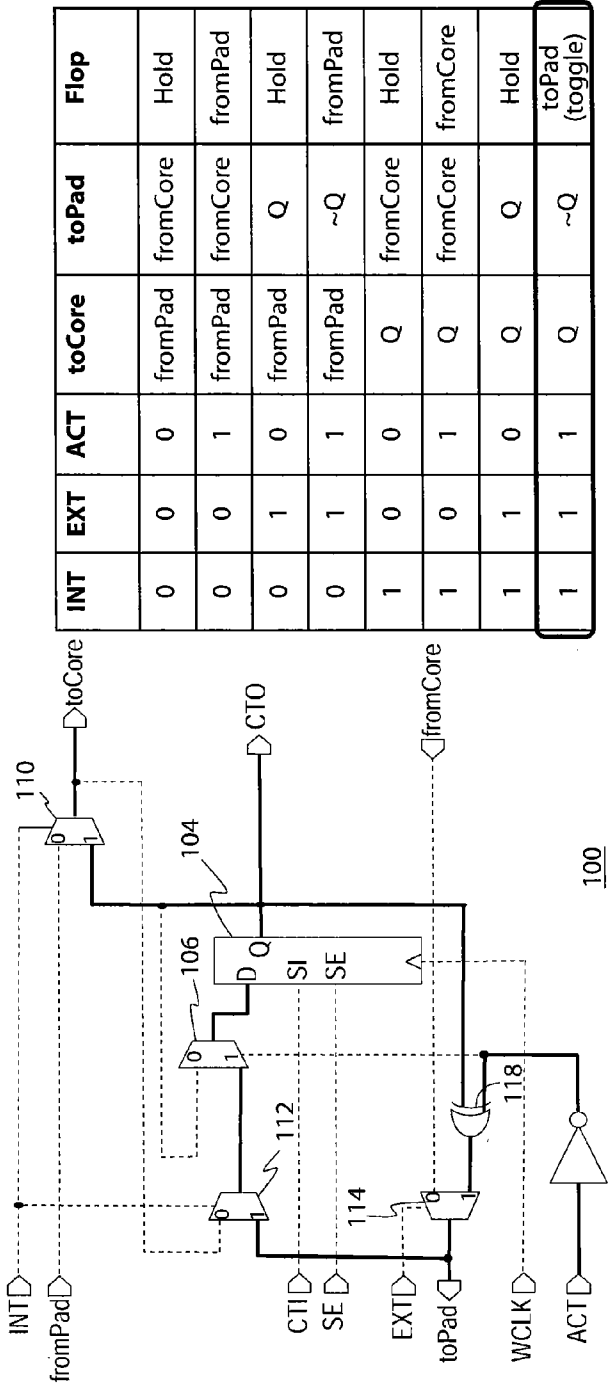 INT
fromPad
CTI
SE
EXT
toPad
WCLK
ACT
110
0
1
toCore
106
0
1
104
D
Q
SI
SE
CTO
112
0
1
114
0
1
118
fromCore
100
INT EXT ACT toCore toPad Flop
0 0 0 fromPad fromCore Hold
0 0 1 fromPad fromCore fromPad
0 1 0 fromPad Q Hold
0 1 1 fromPad ~Q fromPad
1 0 0 Q fromCore Hold
1 0 1 Q fromCore fromCore
1 1 0 Q Q Hold
1 1 1 Q ~Q toPad
(toggle)